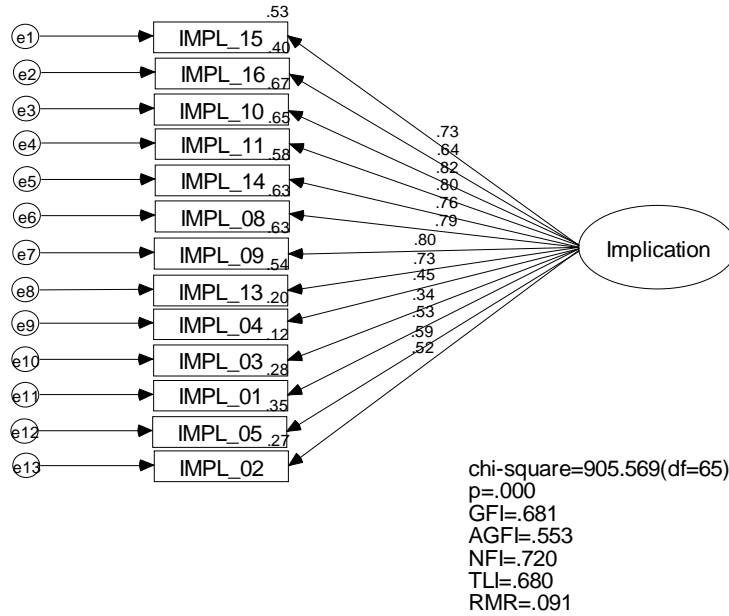 .53
e1 IMPL_15
.40
e2 IMPL_16
.67
e3 IMPL_10
.65
e4 IMPL_11
.58
e5 IMPL_14
.63
e6 IMPL_08
.63
e7 IMPL_09
.54
e8 IMPL_13
.20
e9 IMPL_04
.12
e10 IMPL_03
.28
e11 IMPL_01
.35
e12 IMPL_05
.27
e13 IMPL_02
.73
.64
.82
.80
.76
.79
.80
.73
.45
.34
.53
.59
.52
Implication
chi-square=905.569(df=65)
p=.000
GFI=.681
AGFI=.553
NFI=.720
TLI=.680
RMR=.091